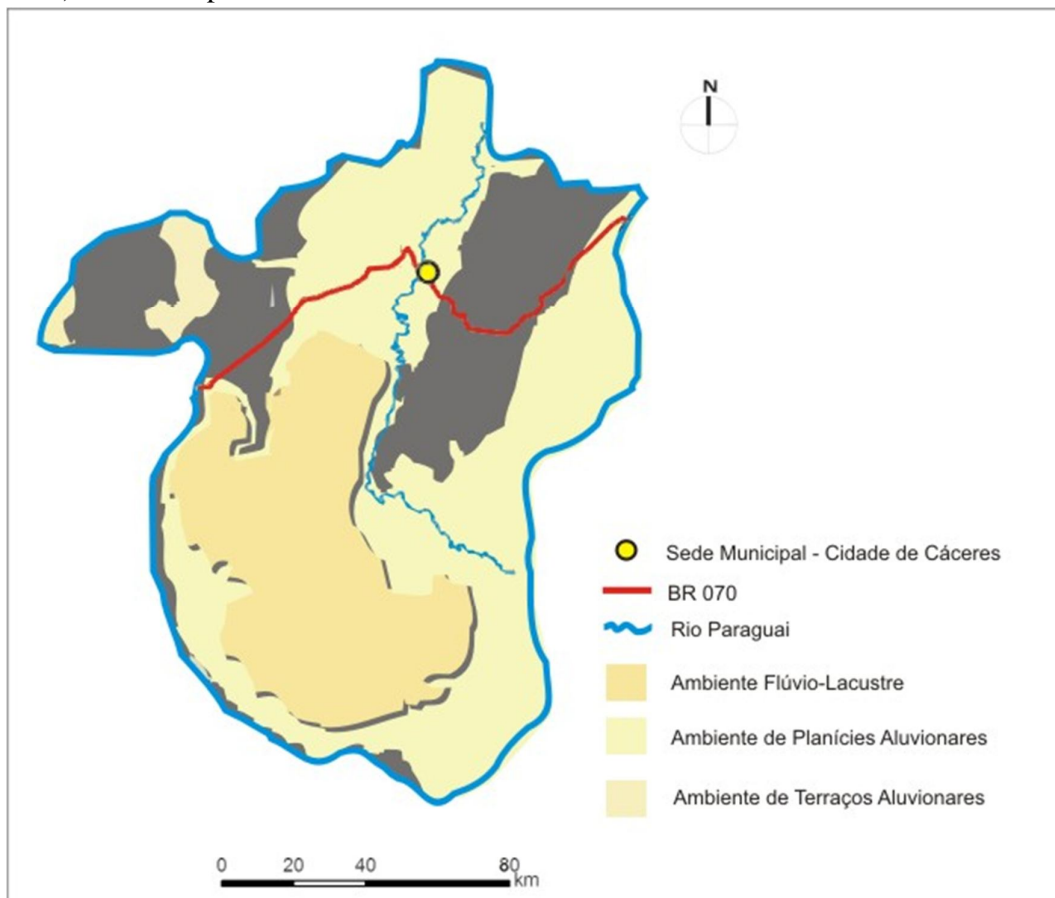 N
Sede Municipal - Cidade de Cáceres
BR 070
Rio Paraguai
Ambiente Flúvio-Lacustre
Ambiente de Planícies Aluvionares
Ambiente de Terraços Aluvionares
0 20 40 80
km